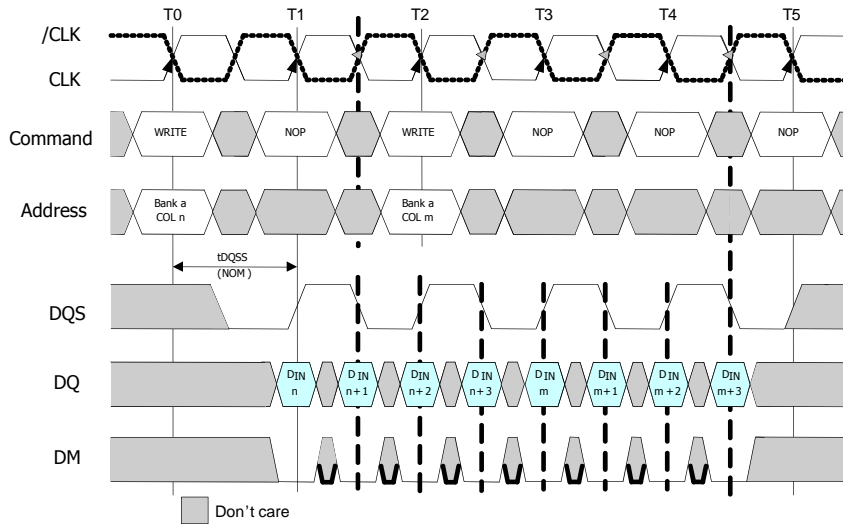 T0 T1 T2 T3 T4 T5
/CLK
CLK
Command WRITE NOP WRITE NOP NOP NOP
Address Bank a COL n Bank a COL m
tDQSS
(NOM )
DQS
DQ DIN n DIN n+1 DIN n+2 DIN n+3 DIN m DIN m+1 DIN m+2 DIN m+3
DM
Don't care